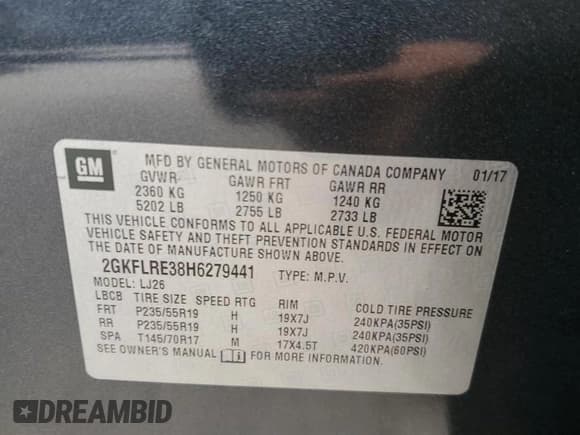 GM
MFD BY GENERAL MOTORS OF CANADA COMPANY 01/17
GVWR GAWR FRT GAWR RR
2360 KG 1250 KG 1240 KG
5202 LB 2755 LB 2733 LB
THIS VEHICLE CONFORMS TO ALL APPLICABLE U.S. FEDERAL MOTOR
VEHICLE SAFETY AND THEFT PREVENTION STANDARDS IN EFFECT ON
THE DATE OF MANUFACTURE SHOWN ABOVE.
2GKFLRE38H6279441 TYPE: M.P.V.
MODEL: LJ26
LBCB TIRE SIZE SPEED RTG RIM COLD TIRE PRESSURE
FRT P235/55R19 H 19X7J 240KPA(35PSI)
RR P235/55R19 H 19X7J 240KPA(35PSI)
SPA T145/70R17 M 17X4.5T 420KPA(60PSI)
SEE OWNER'S MANUAL FOR MORE INFORMATION.
DREAMBID